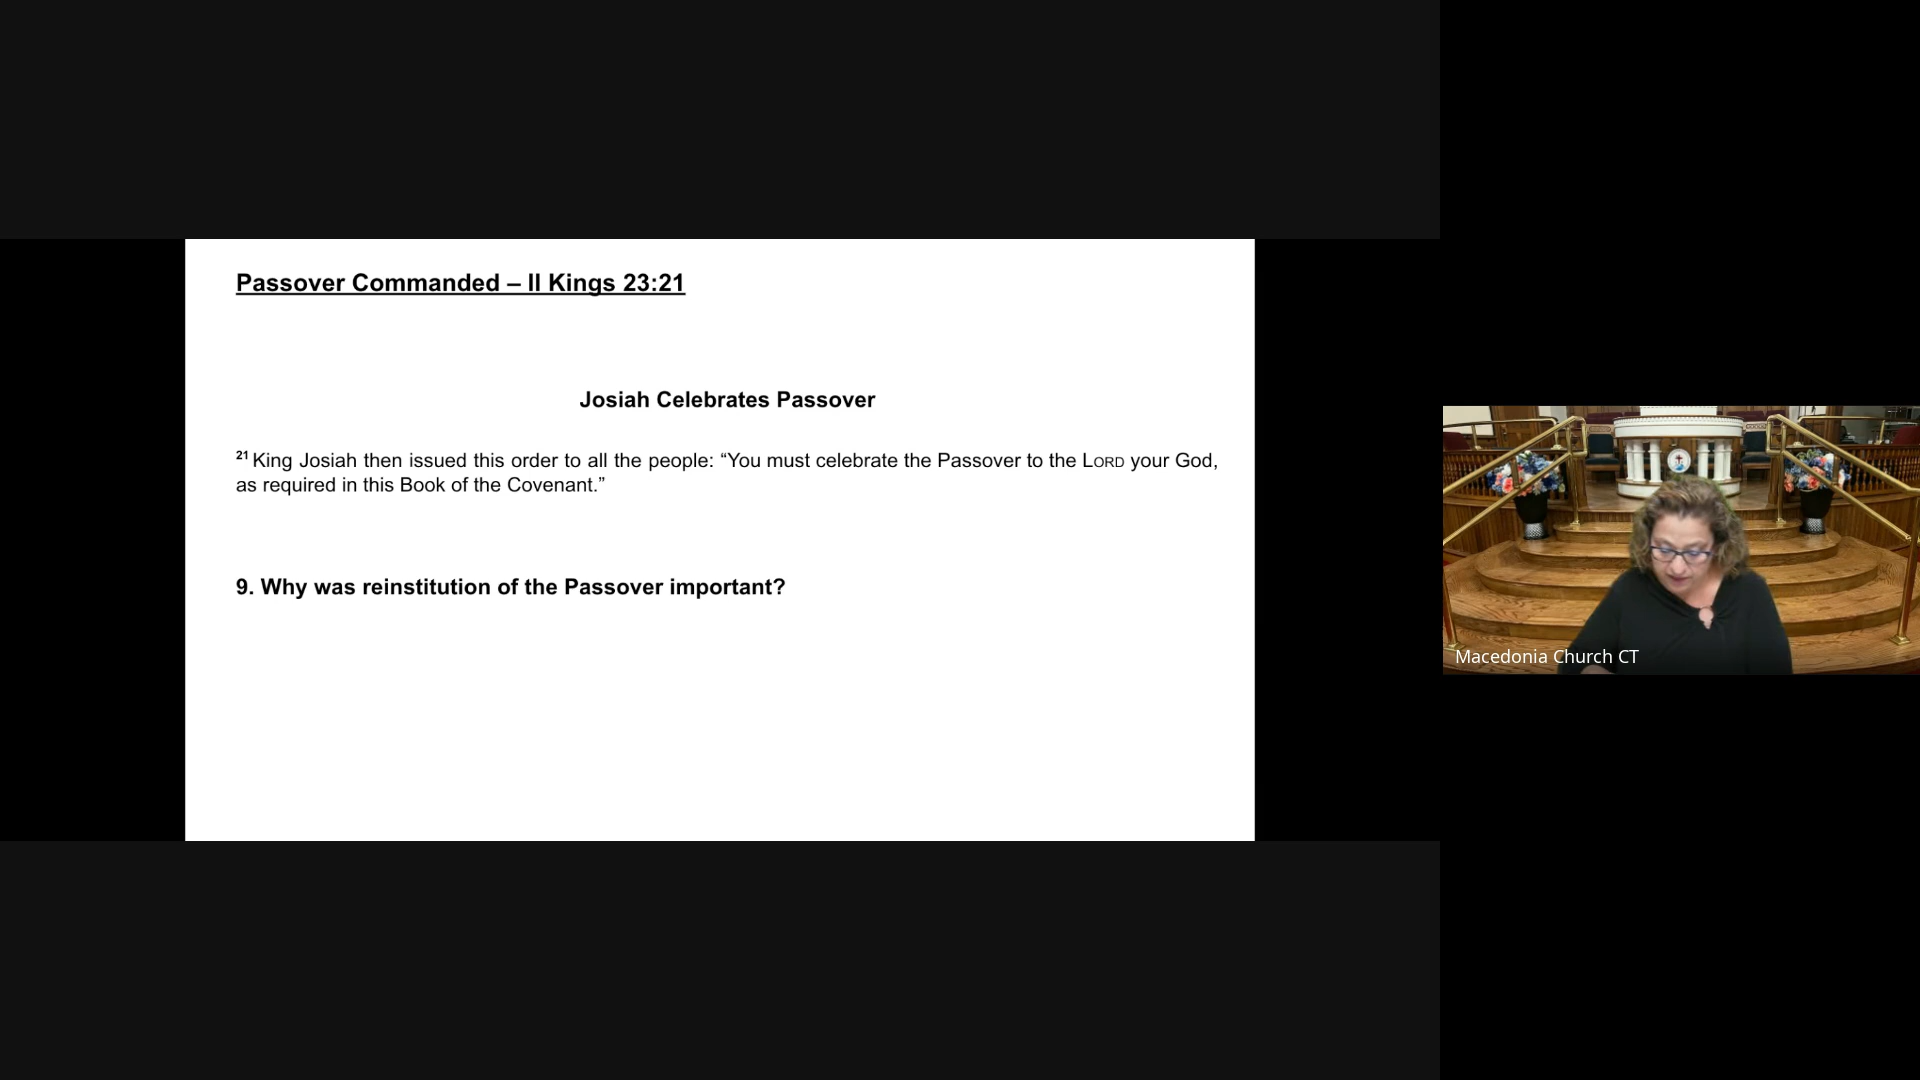 Passover Commanded – II Kings 23:21
Josiah Celebrates Passover
21 King Josiah then issued this order to all the people: “You must celebrate the Passover to the LORD your God,
as required in this Book of the Covenant.”
9. Why was reinstitution of the Passover important?
Macedonia Church CT